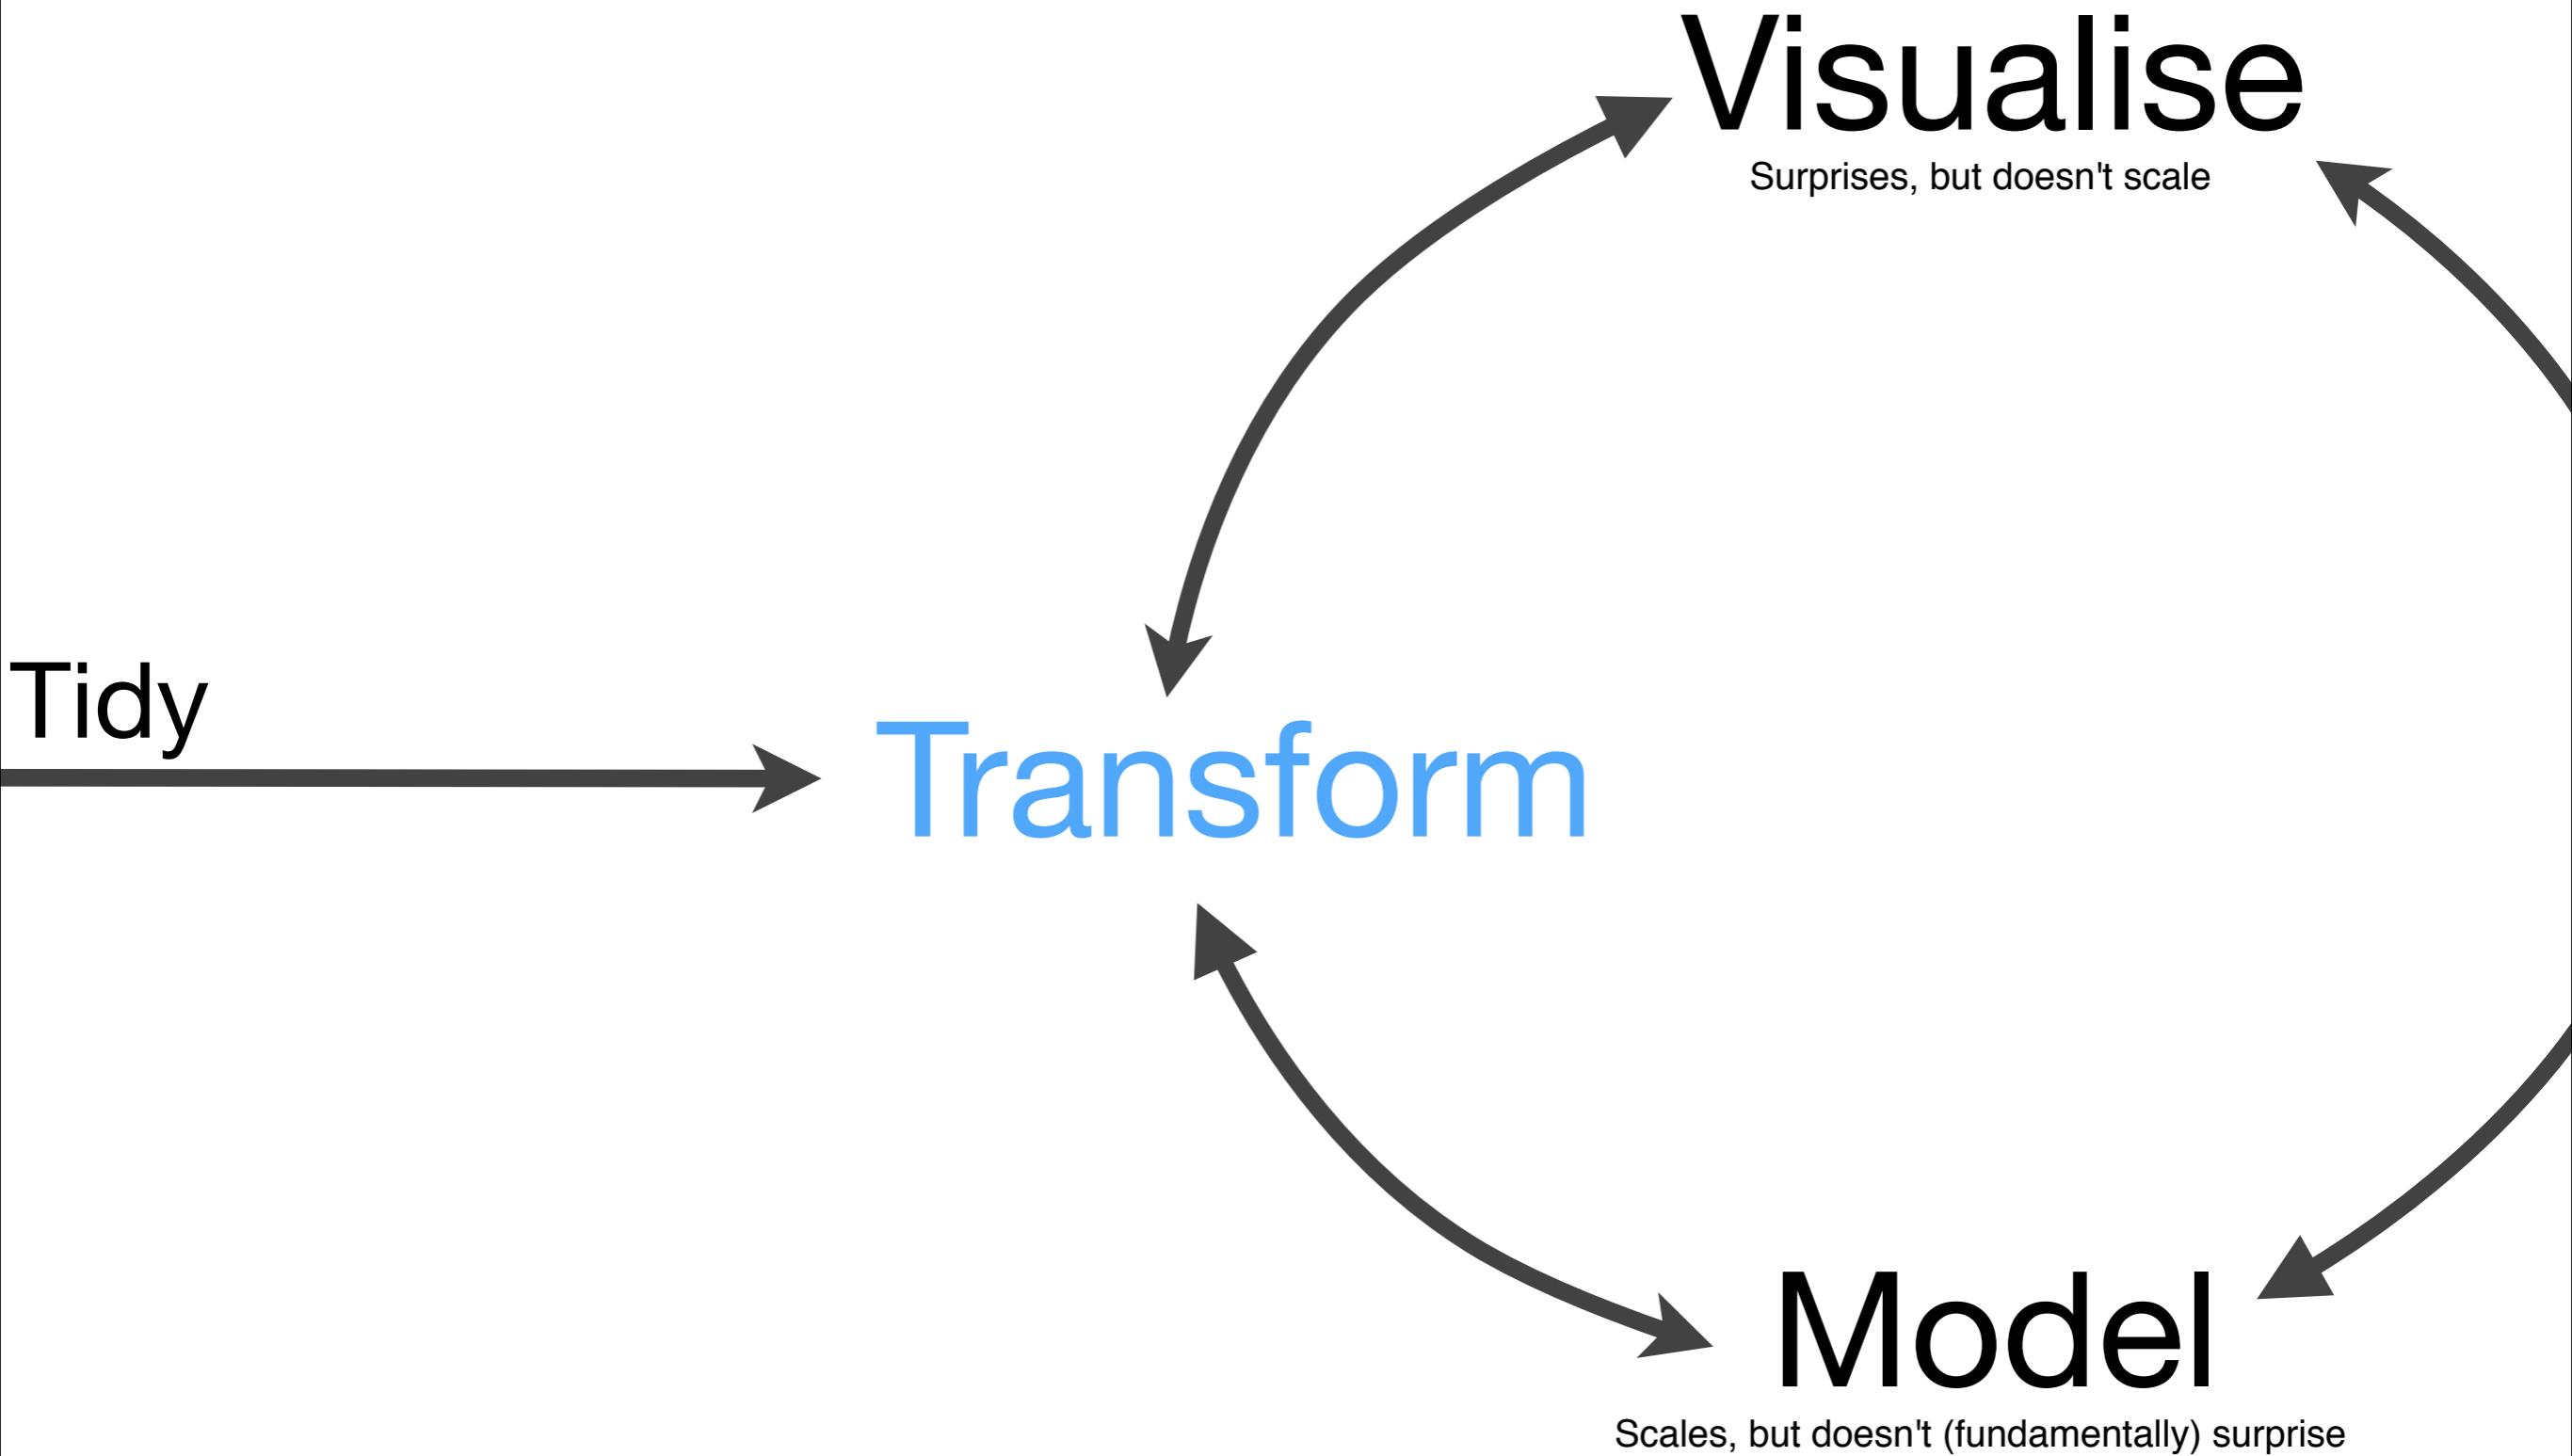 Visualise
Surprises, but doesn't scale
Tidy
Transform
Model
Scales, but doesn't (fundamentally) surprise